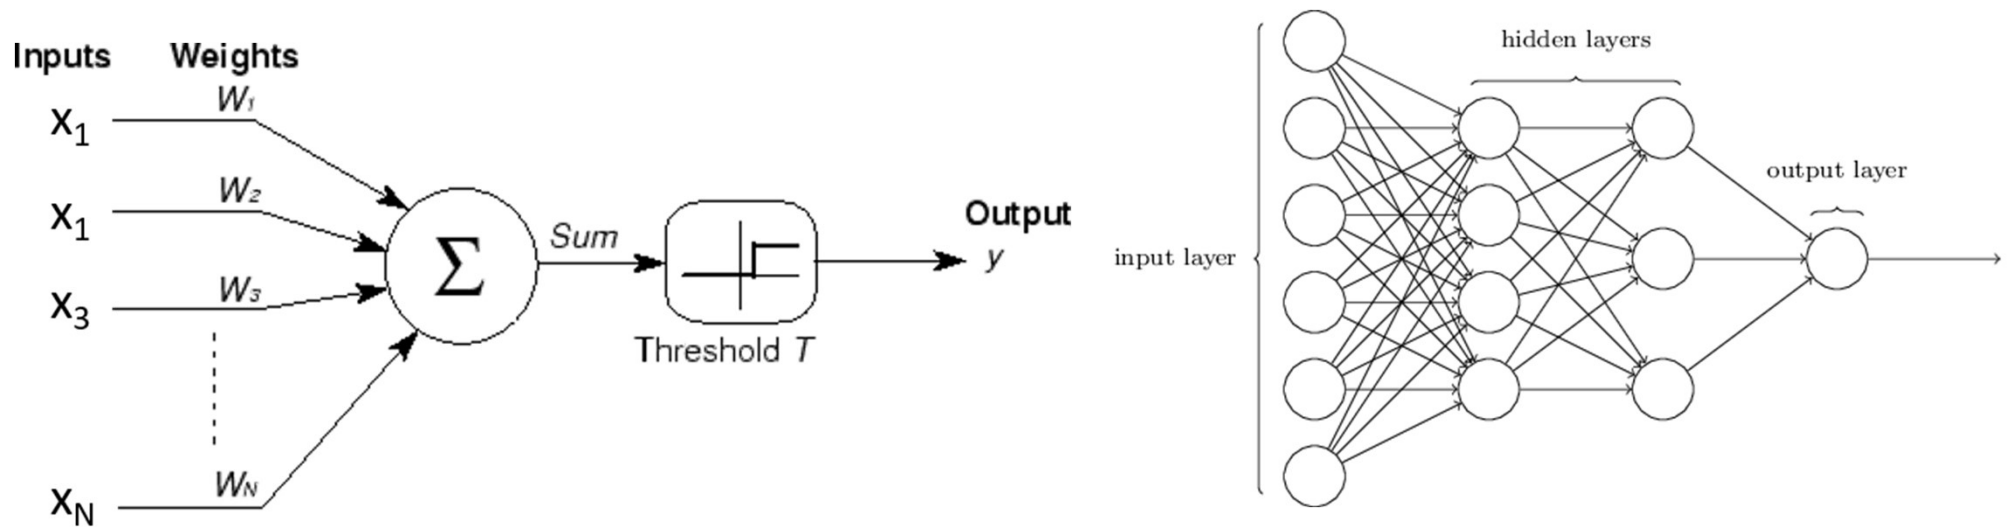 Inputs Weights
X1 W1
X1 W2
X3 W3
XN WN
Σ
Sum
Threshold T
Output
y
input layer
hidden layers
output layer